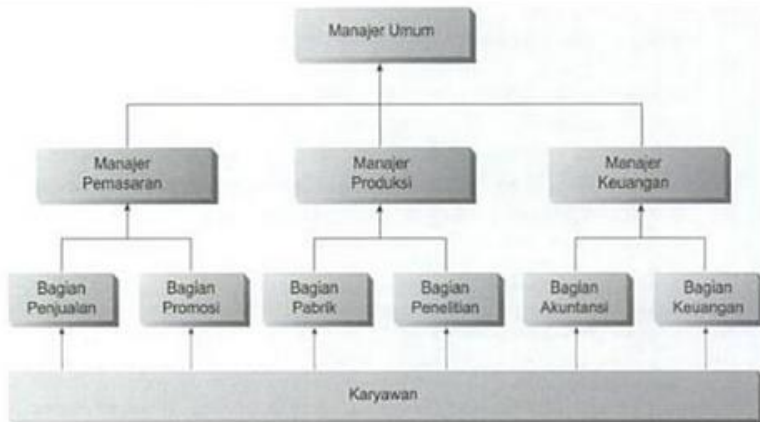 Manajer Umum
Manajer
Pemasaran
Manajer
Produksi
Manajer
Keuangan
Bagian
Penjualan
Bagian
Promosi
Bagian
Pabrik
Bagian
Penelitian
Bagian
Akuntansi
Bagian
Keuangan
Karyawan